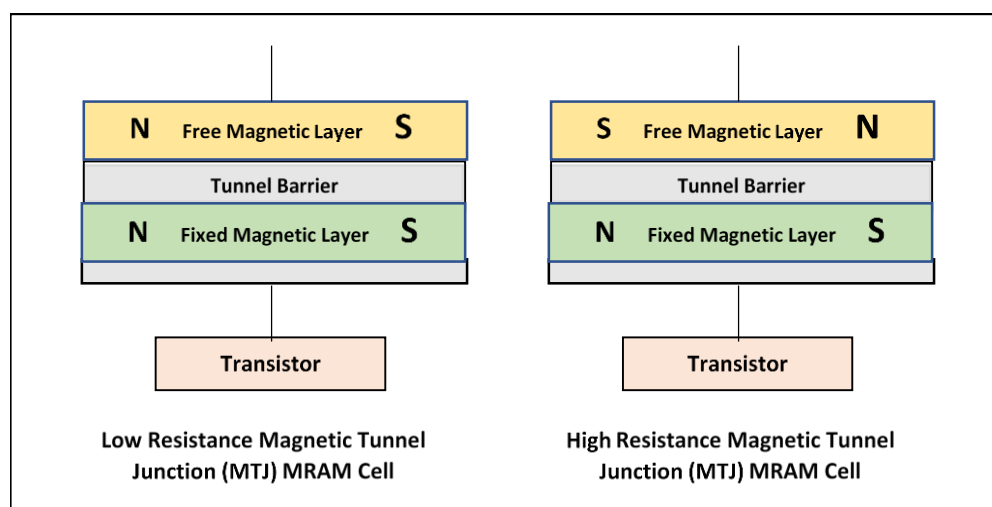 N Free Magnetic Layer S
Tunnel Barrier
N Fixed Magnetic Layer S
Transistor
Low Resistance Magnetic Tunnel
Junction (MTJ) MRAM Cell
S Free Magnetic Layer N
Tunnel Barrier
N Fixed Magnetic Layer S
Transistor
High Resistance Magnetic Tunnel
Junction (MTJ) MRAM Cell